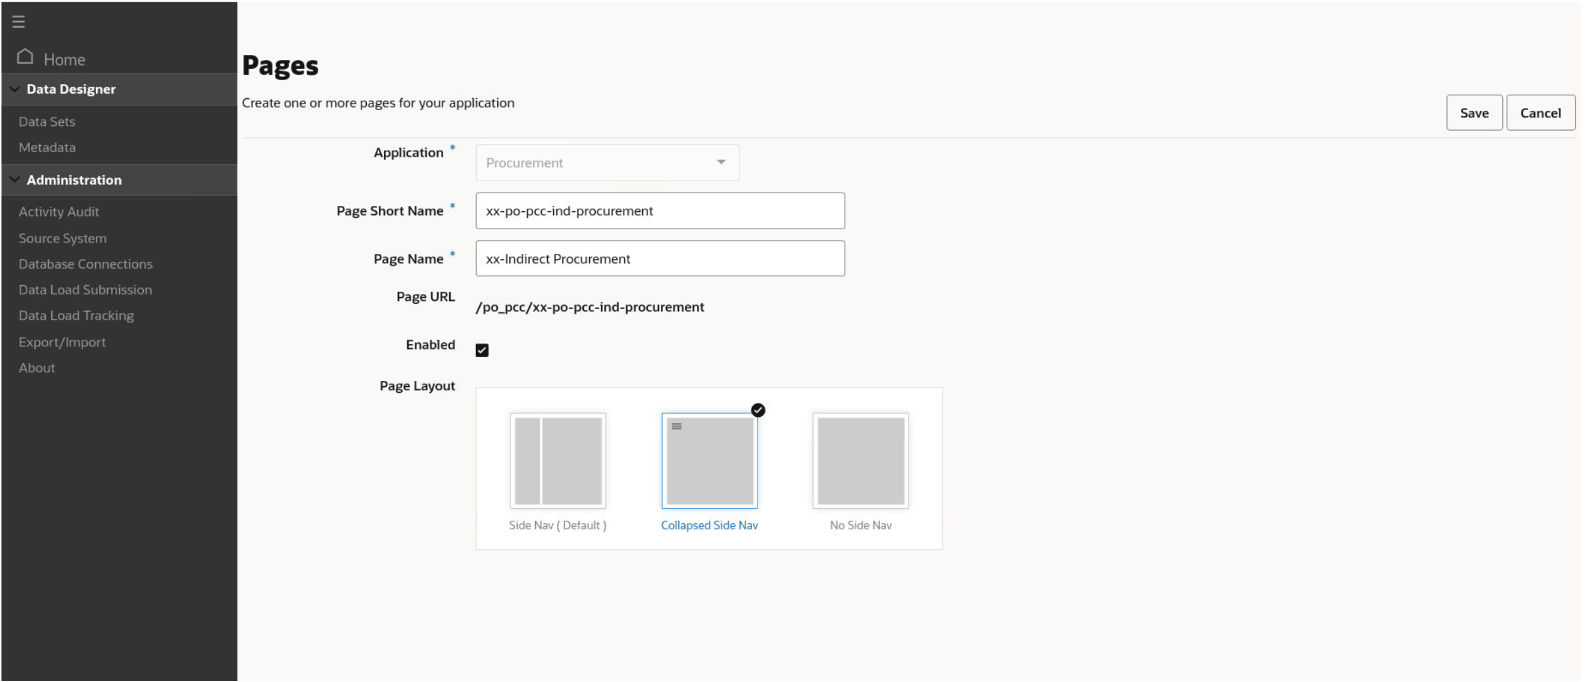 Home
Data Designer
Data Sets
Metadata
Administration
Activity Audit
Source System
Database Connections
Data Load Submission
Data Load Tracking
Export/Import
About
Pages
Create one or more pages for your application
Save Cancel
Application * Procurement
Page Short Name * xx-po-pcc-ind-procurement
Page Name * xx-Indirect Procurement
Page URL /po_pcc/xx-po-pcc-ind-procurement
Enabled
Page Layout
Side Nav ( Default ) Collapsed Side Nav No Side Nav